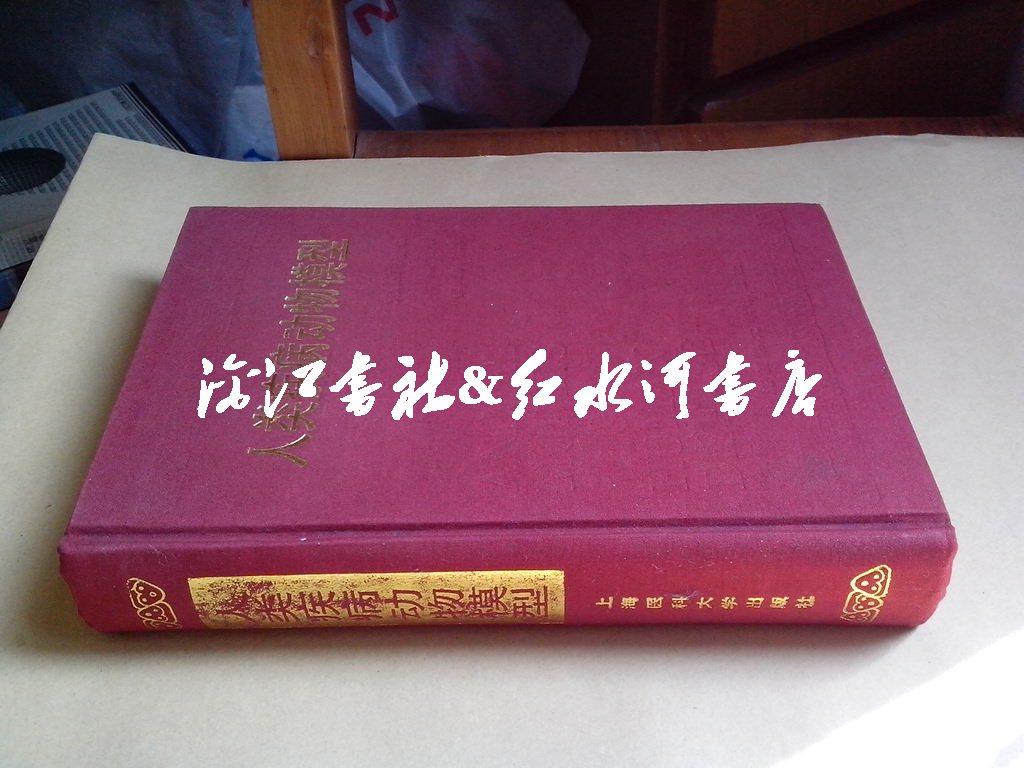 人类疾病动物模型
渝江书社&红水河书店
人类疾病动物模型
上海医科大学出版社